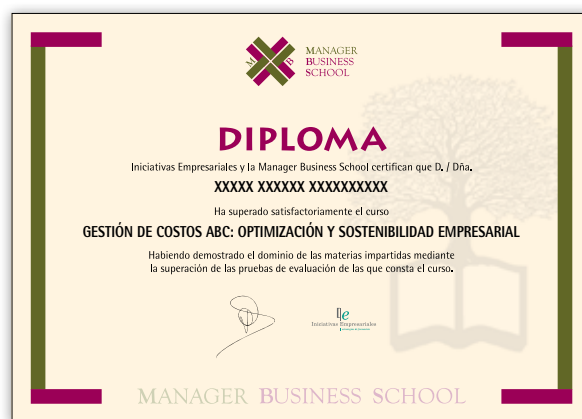 M B
MANAGER
BUSINESS
SCHOOL
DIPLOMA
Iniciativas Empresariales y la Manager Business School certifican que D. / Dña.
XXXXX XXXXXX XXXXXXXXXX
Ha superado satisfactoriamente el curso
GESTIÓN DE COSTOS ABC: OPTIMIZACIÓN Y SOSTENIBILIDAD EMPRESARIAL
Habiendo demostrado el dominio de las materias impartidas mediante
la superación de las pruebas de evaluación de las que consta el curso.
Ie
Iniciativas Empresariales
MANAGER BUSINESS SCHOOL